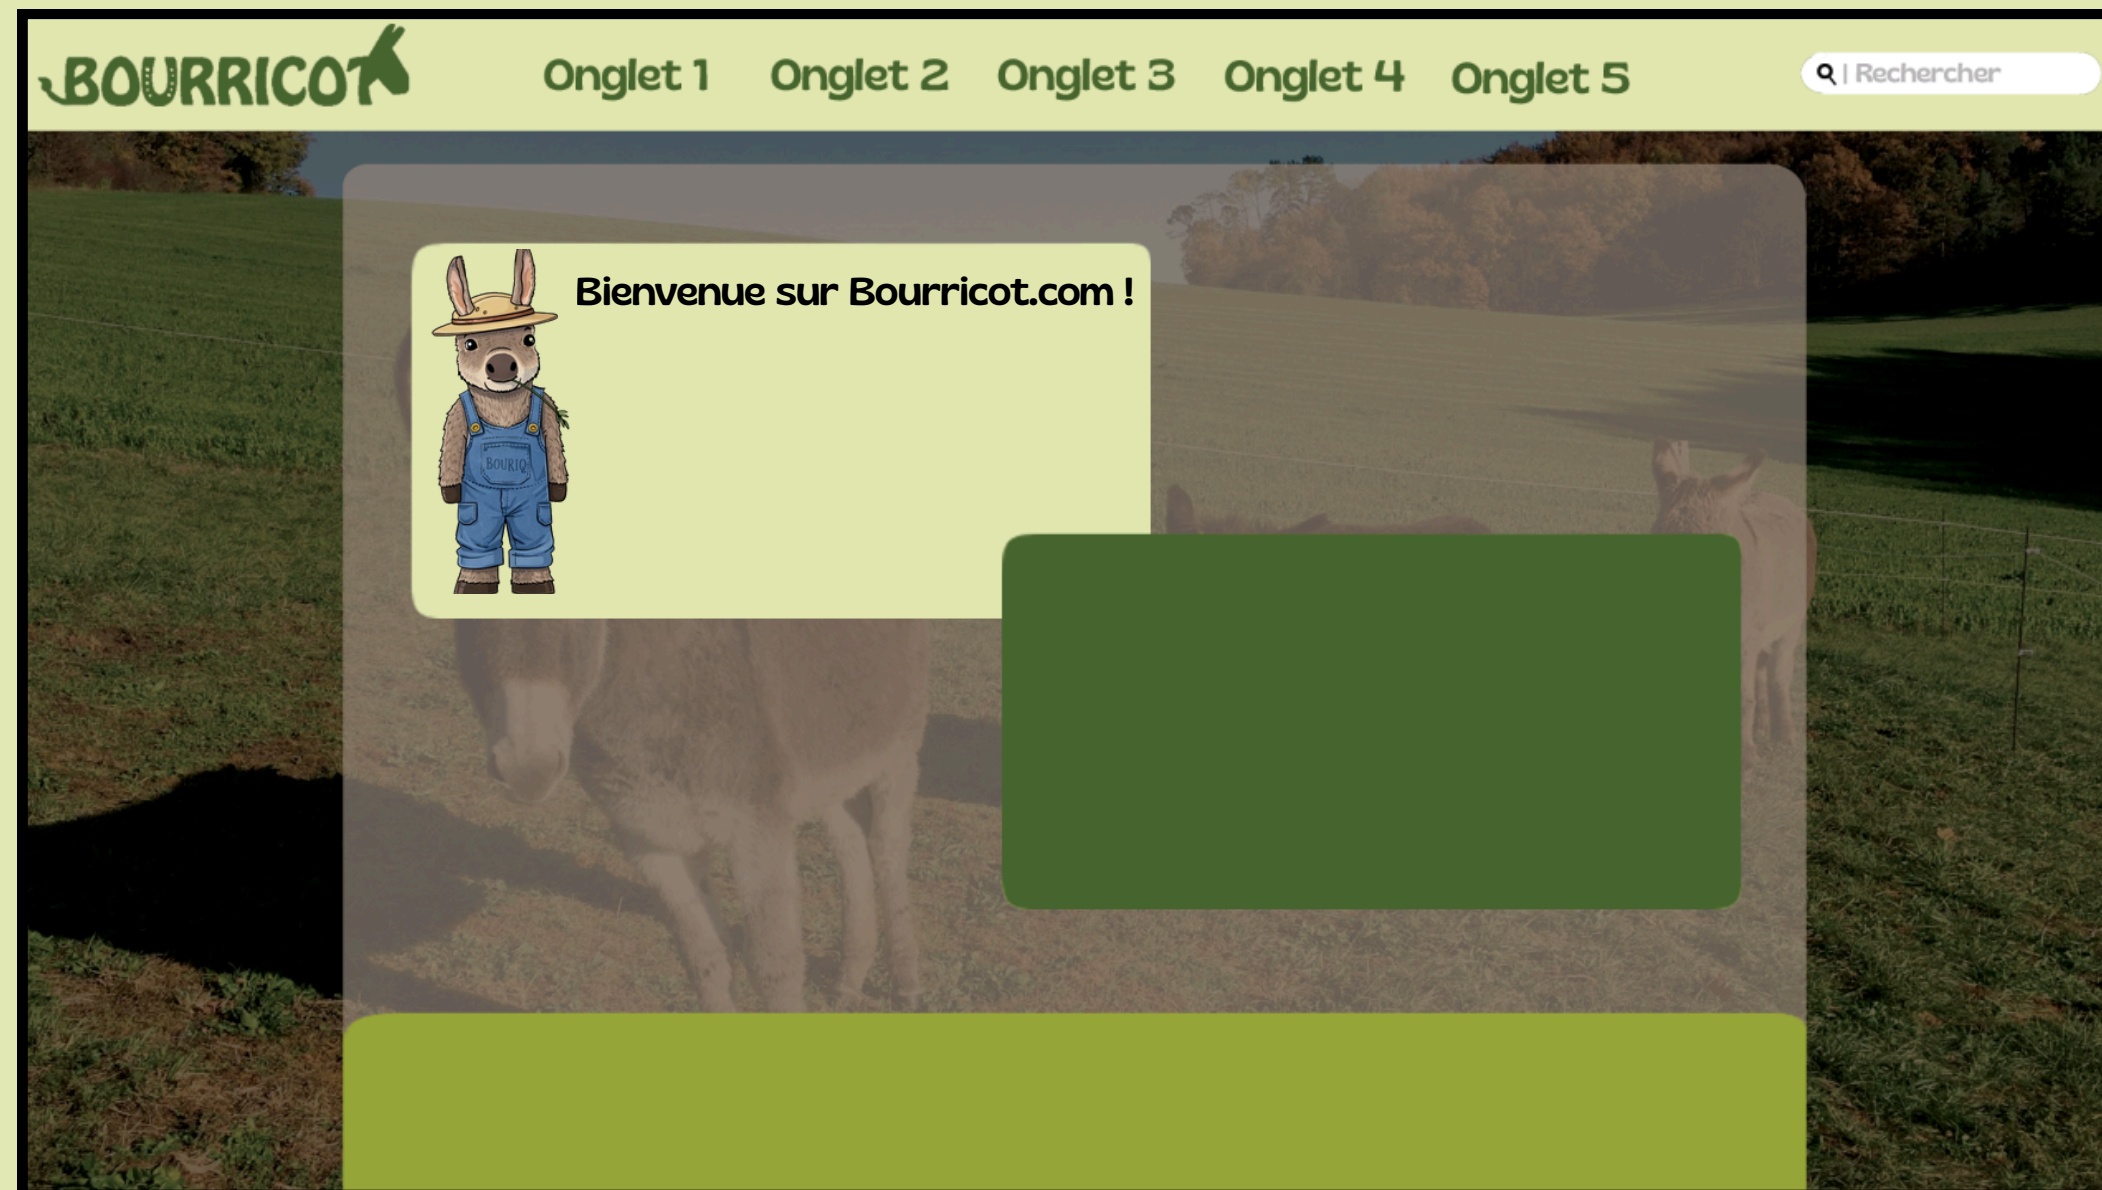 BOURRICOT
Onglet 1
Onglet 2
Onglet 3
Onglet 4
Onglet 5
| Rechercher
Bienvenue sur Bourricot.com !
BOURIQ